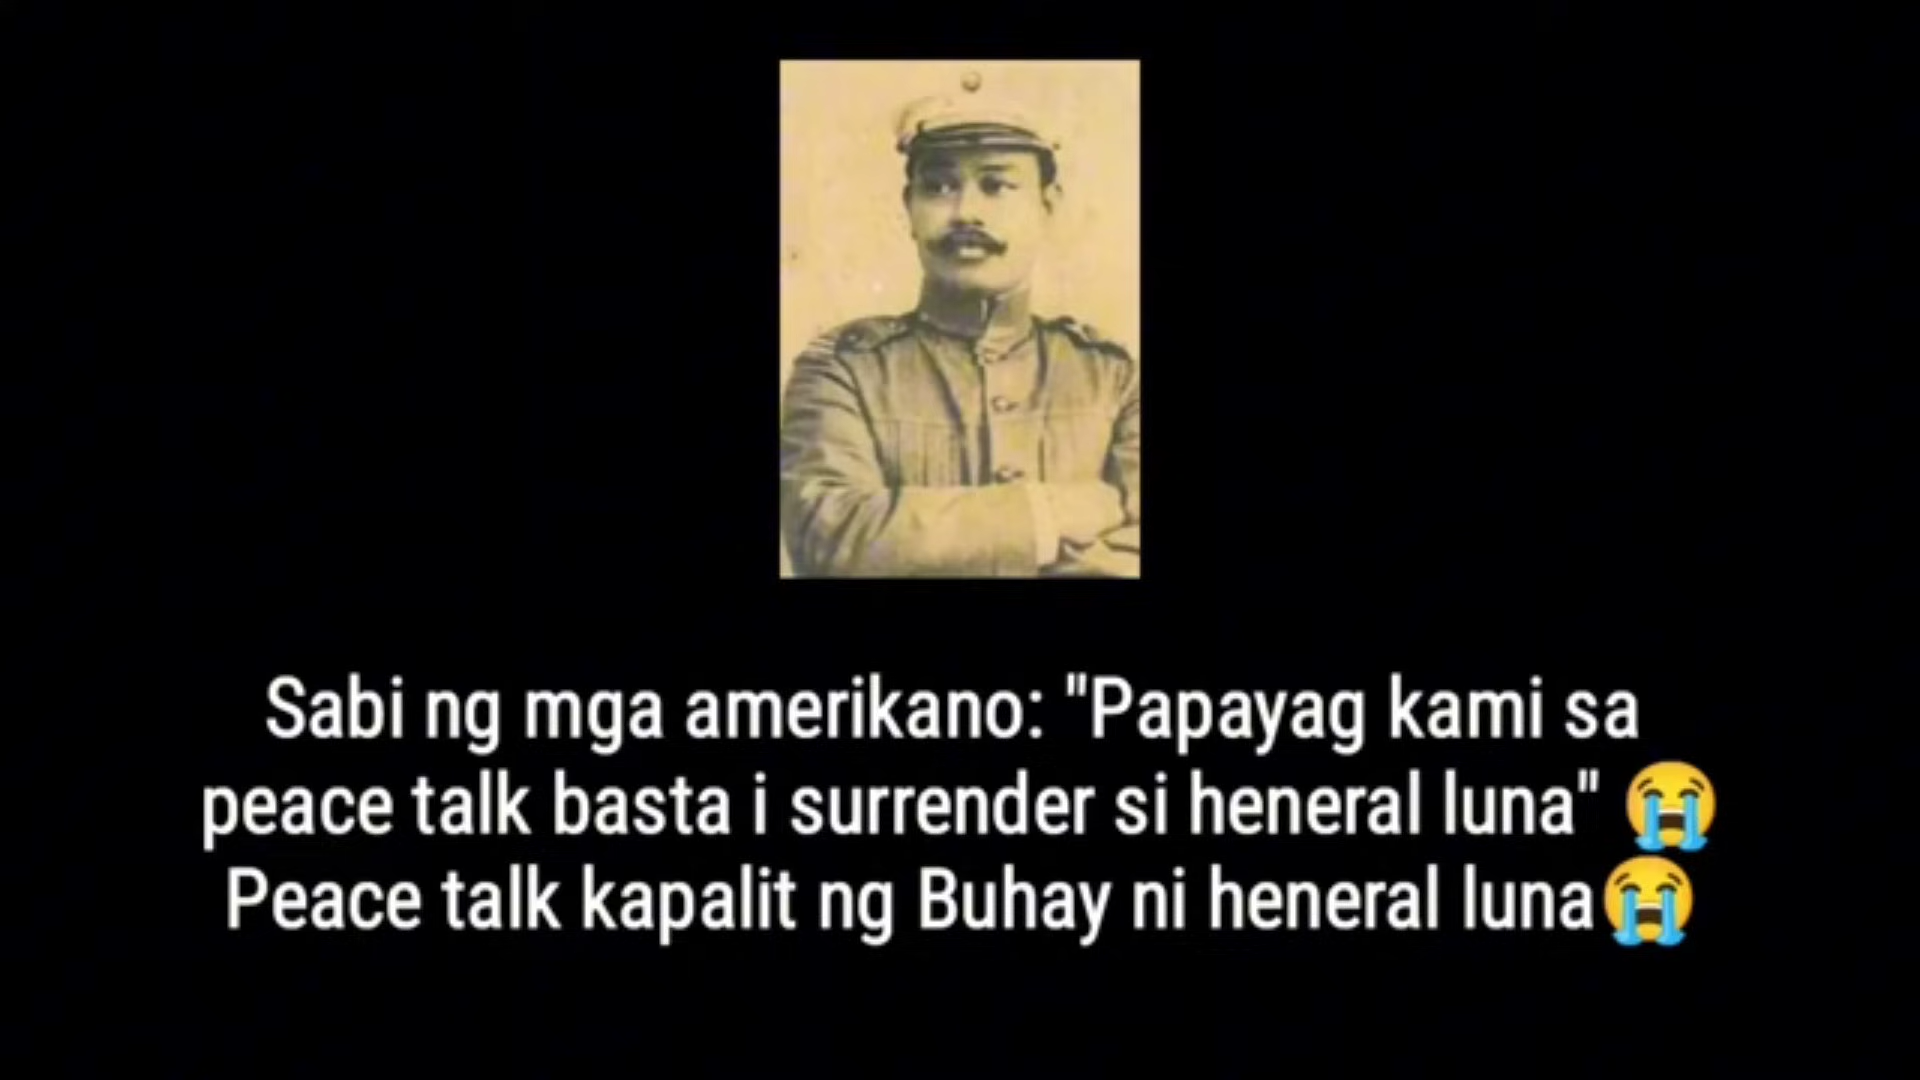 Sabi ng mga amerikano: "Papayag kami sa
peace talk basta i surrender si heneral luna" 😭
Peace talk kapalit ng Buhay ni heneral luna😭